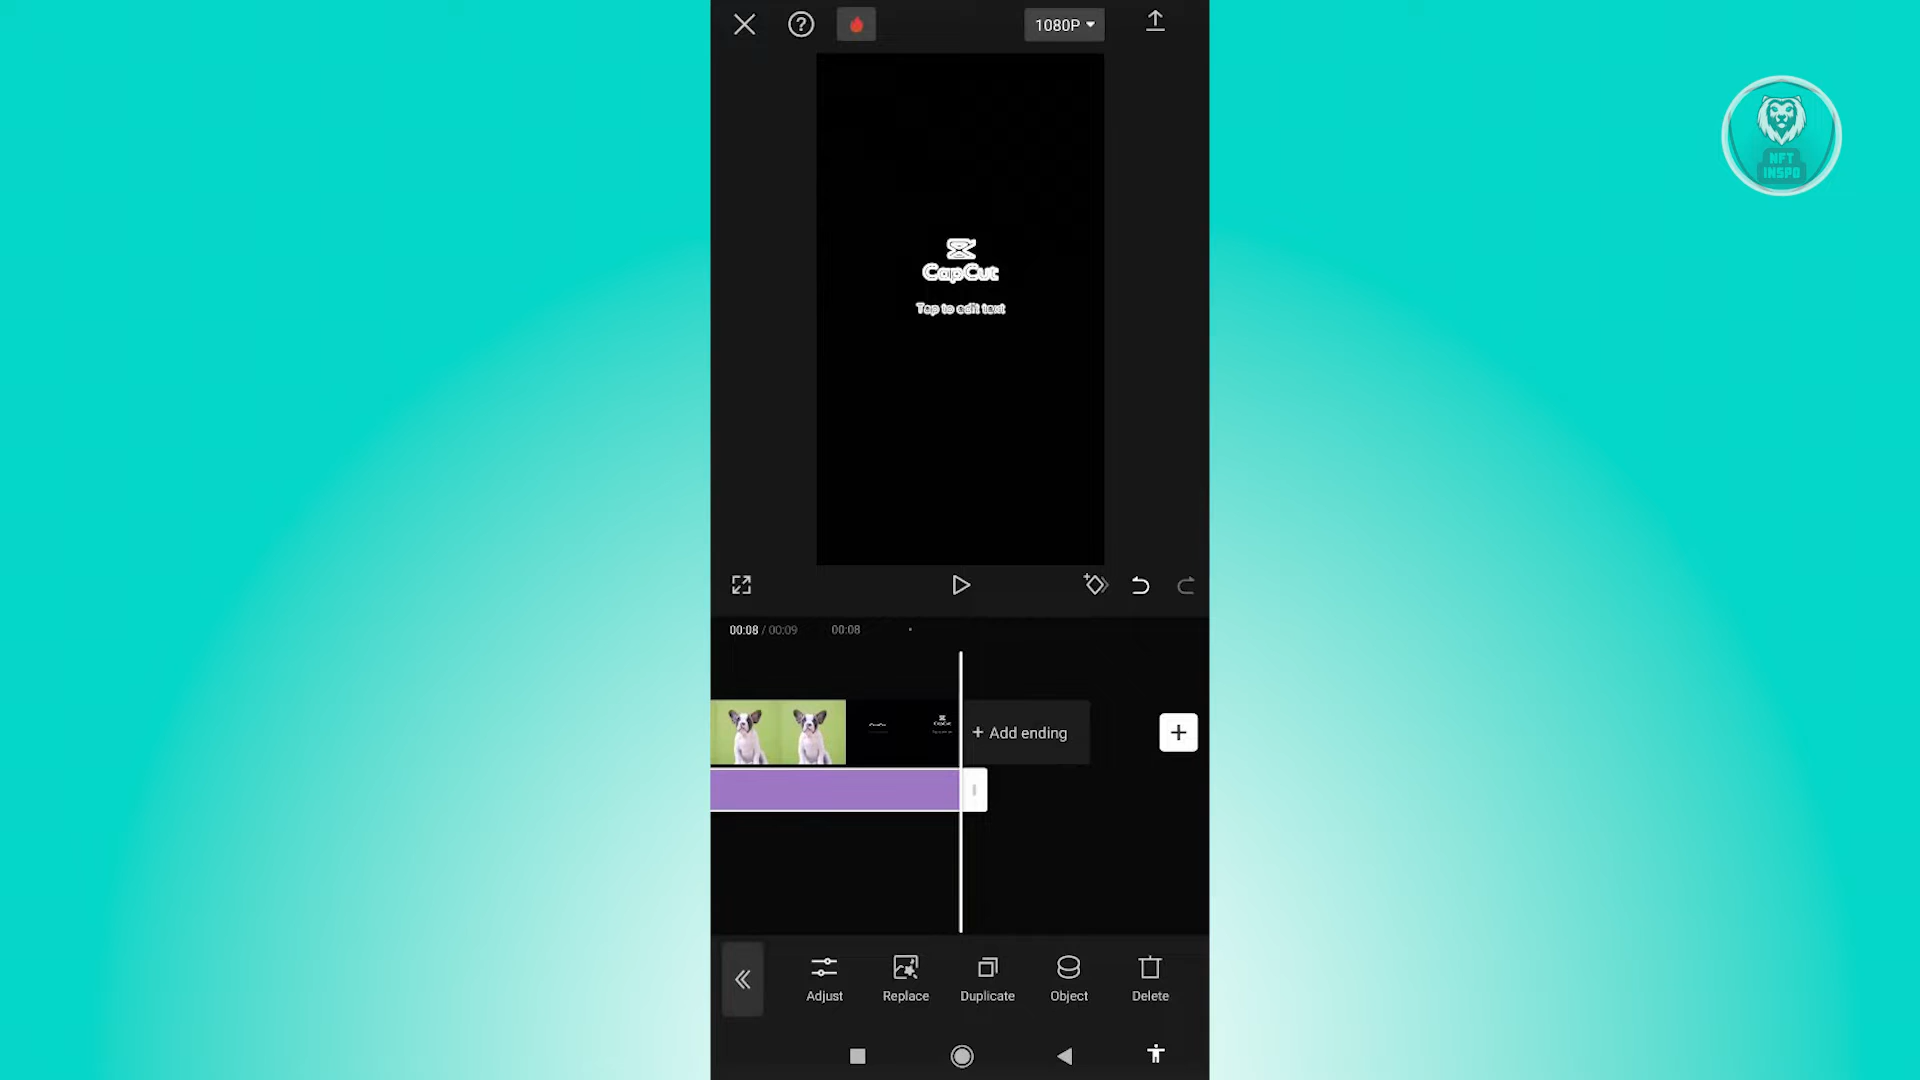 1080P
NFT
INSPO
CapCut
Tap to edit text
00:08 / 00:09 00:08
+ Add ending
Adjust Replace Duplicate Object Delete